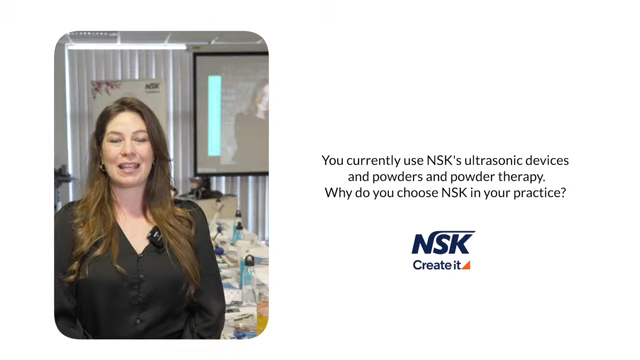 NSK
You currently use NSK's ultrasonic devices
and powders and powder therapy.
Why do you choose NSK in your practice?
NSK
Create it